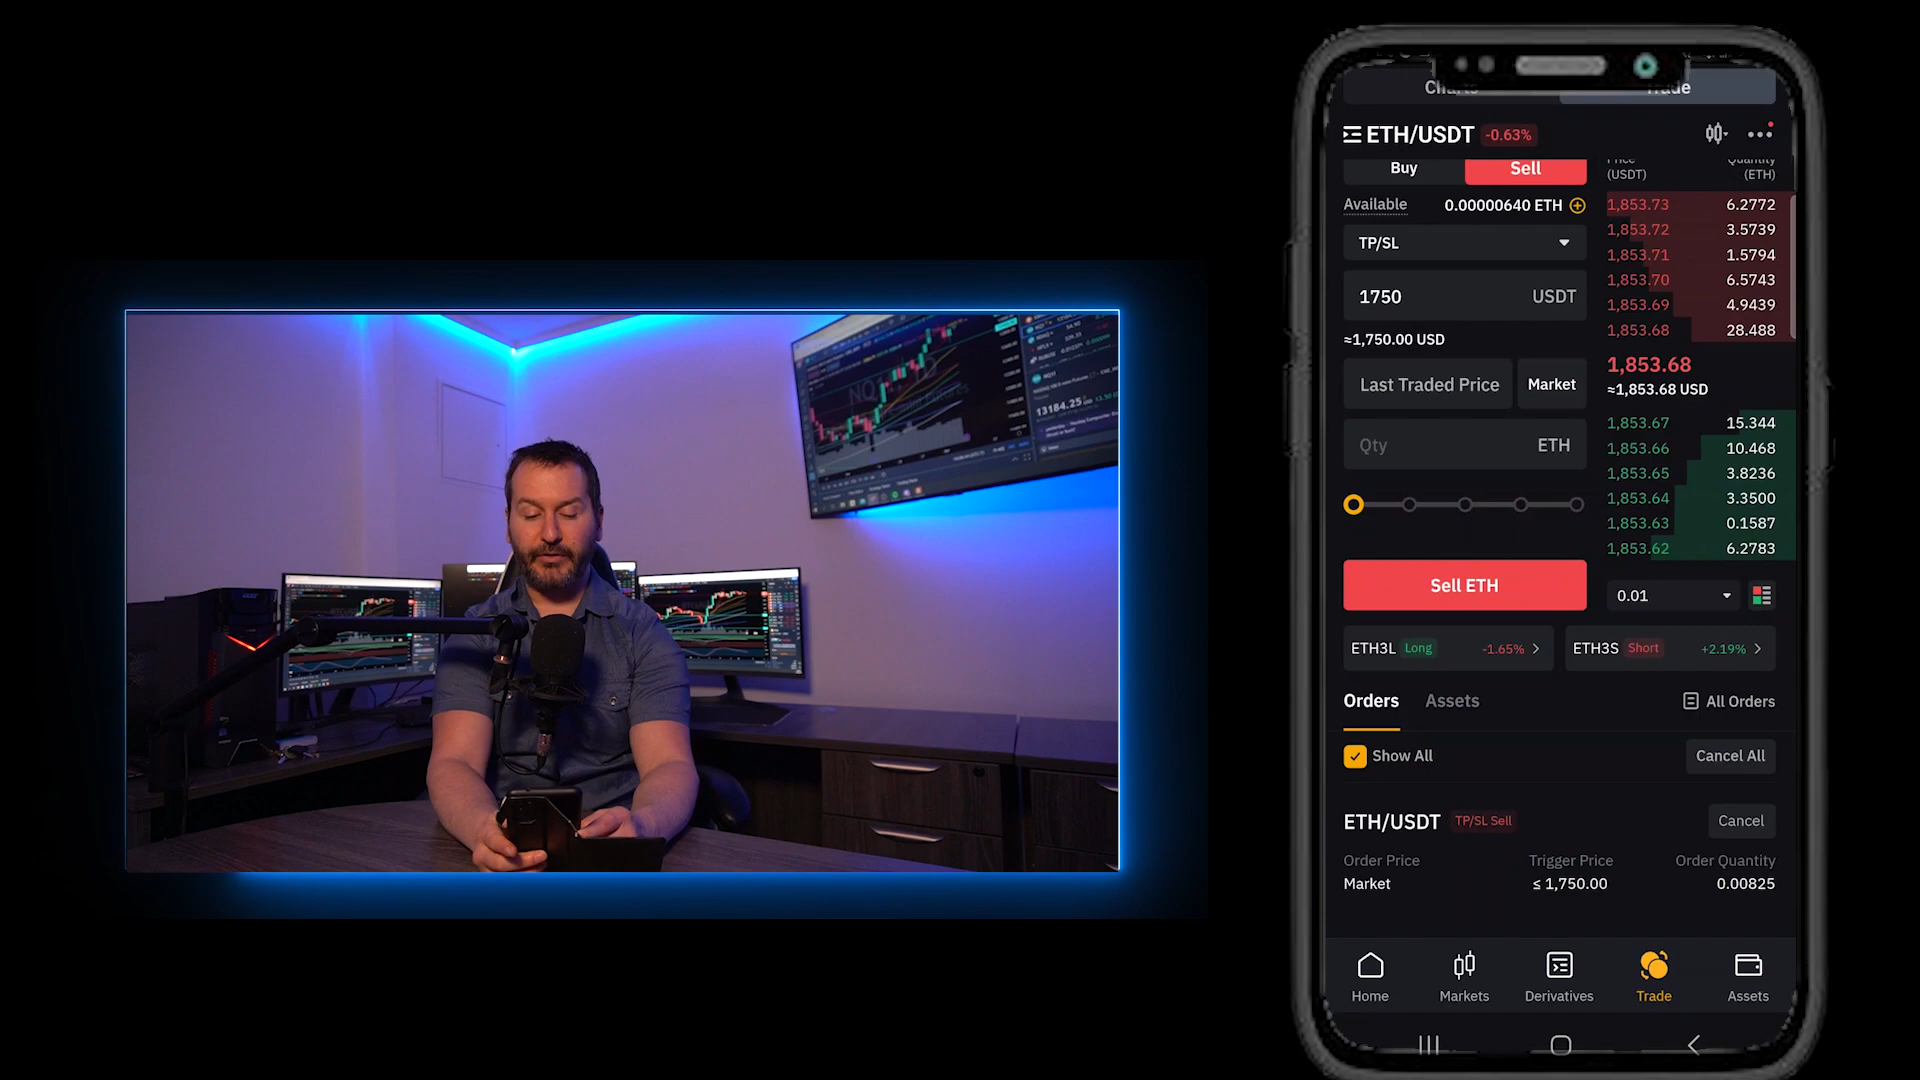 13184.25
Charts
Trade
ETH/USDT -0.63%
Buy Sell
Available 0.00000640 ETH
TP/SL
1750 USDT
≈1,750.00 USD
Last Traded Price Market
Qty ETH
Sell ETH
Price Quantity
(USDT) (ETH)
1,853.73 6.2772
1,853.72 3.5739
1,853.71 1.5794
1,853.70 6.5743
1,853.69 4.9439
1,853.68 28.488
1,853.68
≈1,853.68 USD
1,853.67 15.344
1,853.66 10.468
1,853.65 3.8236
1,853.64 3.3500
1,853.63 0.1587
1,853.62 6.2783
0.01
ETH3L Long -1.65%
ETH3S Short +2.19%
Orders Assets All Orders
Show All Cancel All
ETH/USDT TP/SL Sell Cancel
Order Price Trigger Price Order Quantity
Market ≤ 1,750.00 0.00825
Home Markets Derivatives Trade Assets